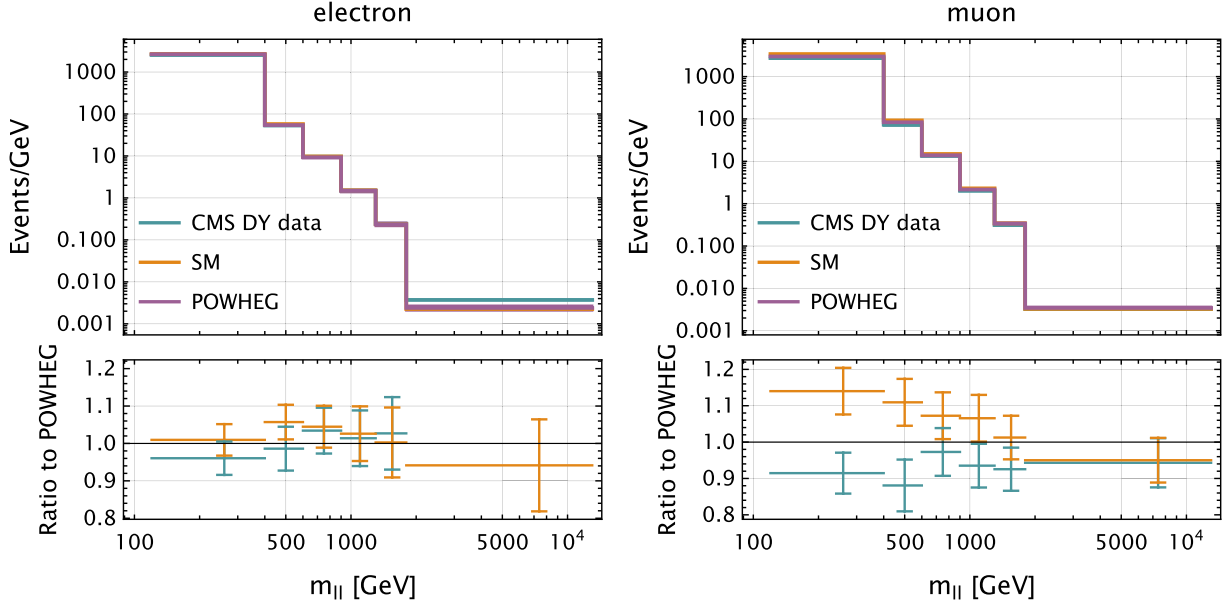 electron
Events/GeV
1000
100
10
1
0.100
0.010
0.001
CMS DY data
SM
POWHEG
Ratio to POWHEG
1.2
1.1
1.0
0.9
0.8
100 500 1000 5000 10⁴
m_ll [GeV]
muon
Events/GeV
1000
100
10
1
0.100
0.010
0.001
CMS DY data
SM
POWHEG
Ratio to POWHEG
1.2
1.1
1.0
0.9
0.8
100 500 1000 5000 10⁴
m_ll [GeV]